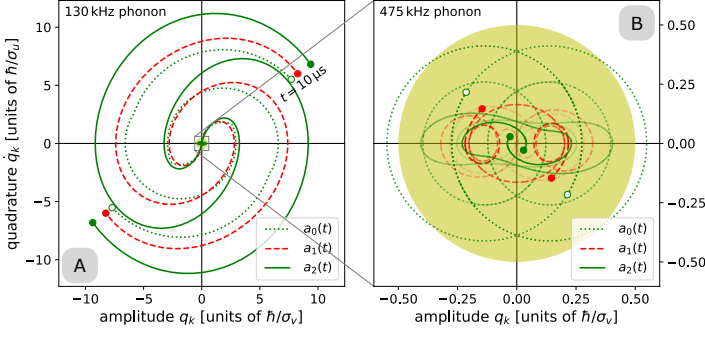 130 kHz phonon
quadrature q̇ₖ [units of ħ/σᵤ]
10
5
0
−5
−10
t = 10 μs
A
a₀(t)
a₁(t)
a₂(t)
−10
−5
0
5
10
amplitude qₖ [units of ħ/σᵥ]
475 kHz phonon
B
0.50
0.25
0.00
−0.25
−0.50
a₀(t)
a₁(t)
a₂(t)
−0.50
−0.25
0.00
0.25
0.50
amplitude qₖ [units of ħ/σᵥ]